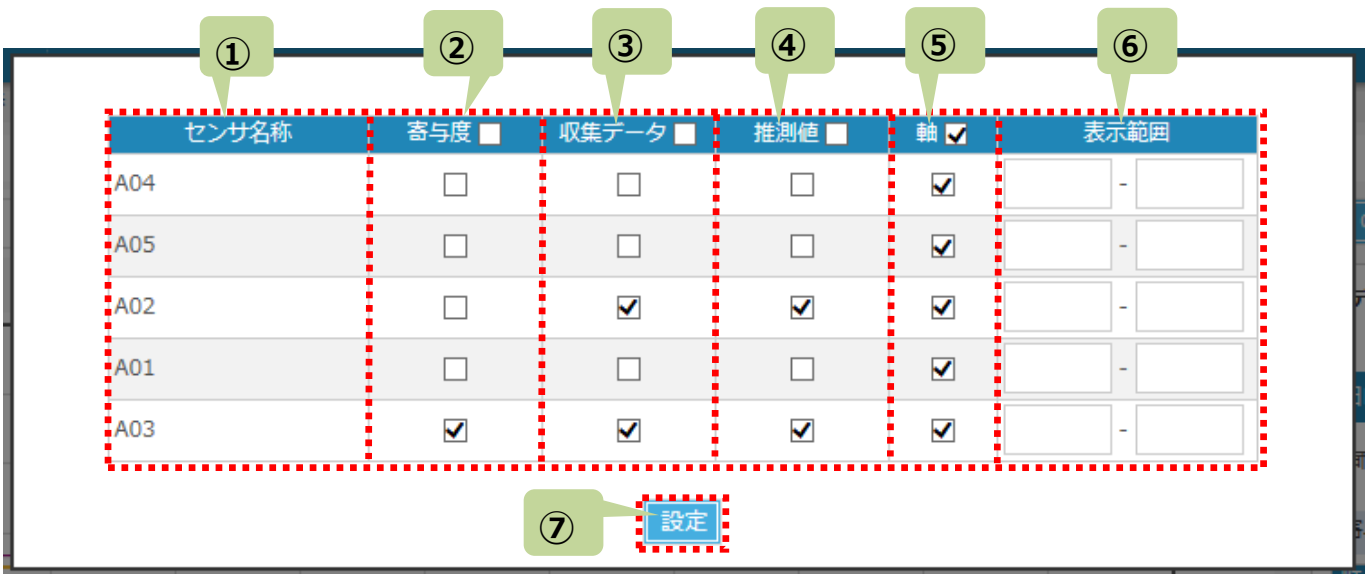 ① ② ③ ④ ⑤ ⑥
センサ名称 寄与度 収集データ 推測値 軸 表示範囲
A04 -
A05 -
A02 -
A01 -
A03 -
⑦ 設定